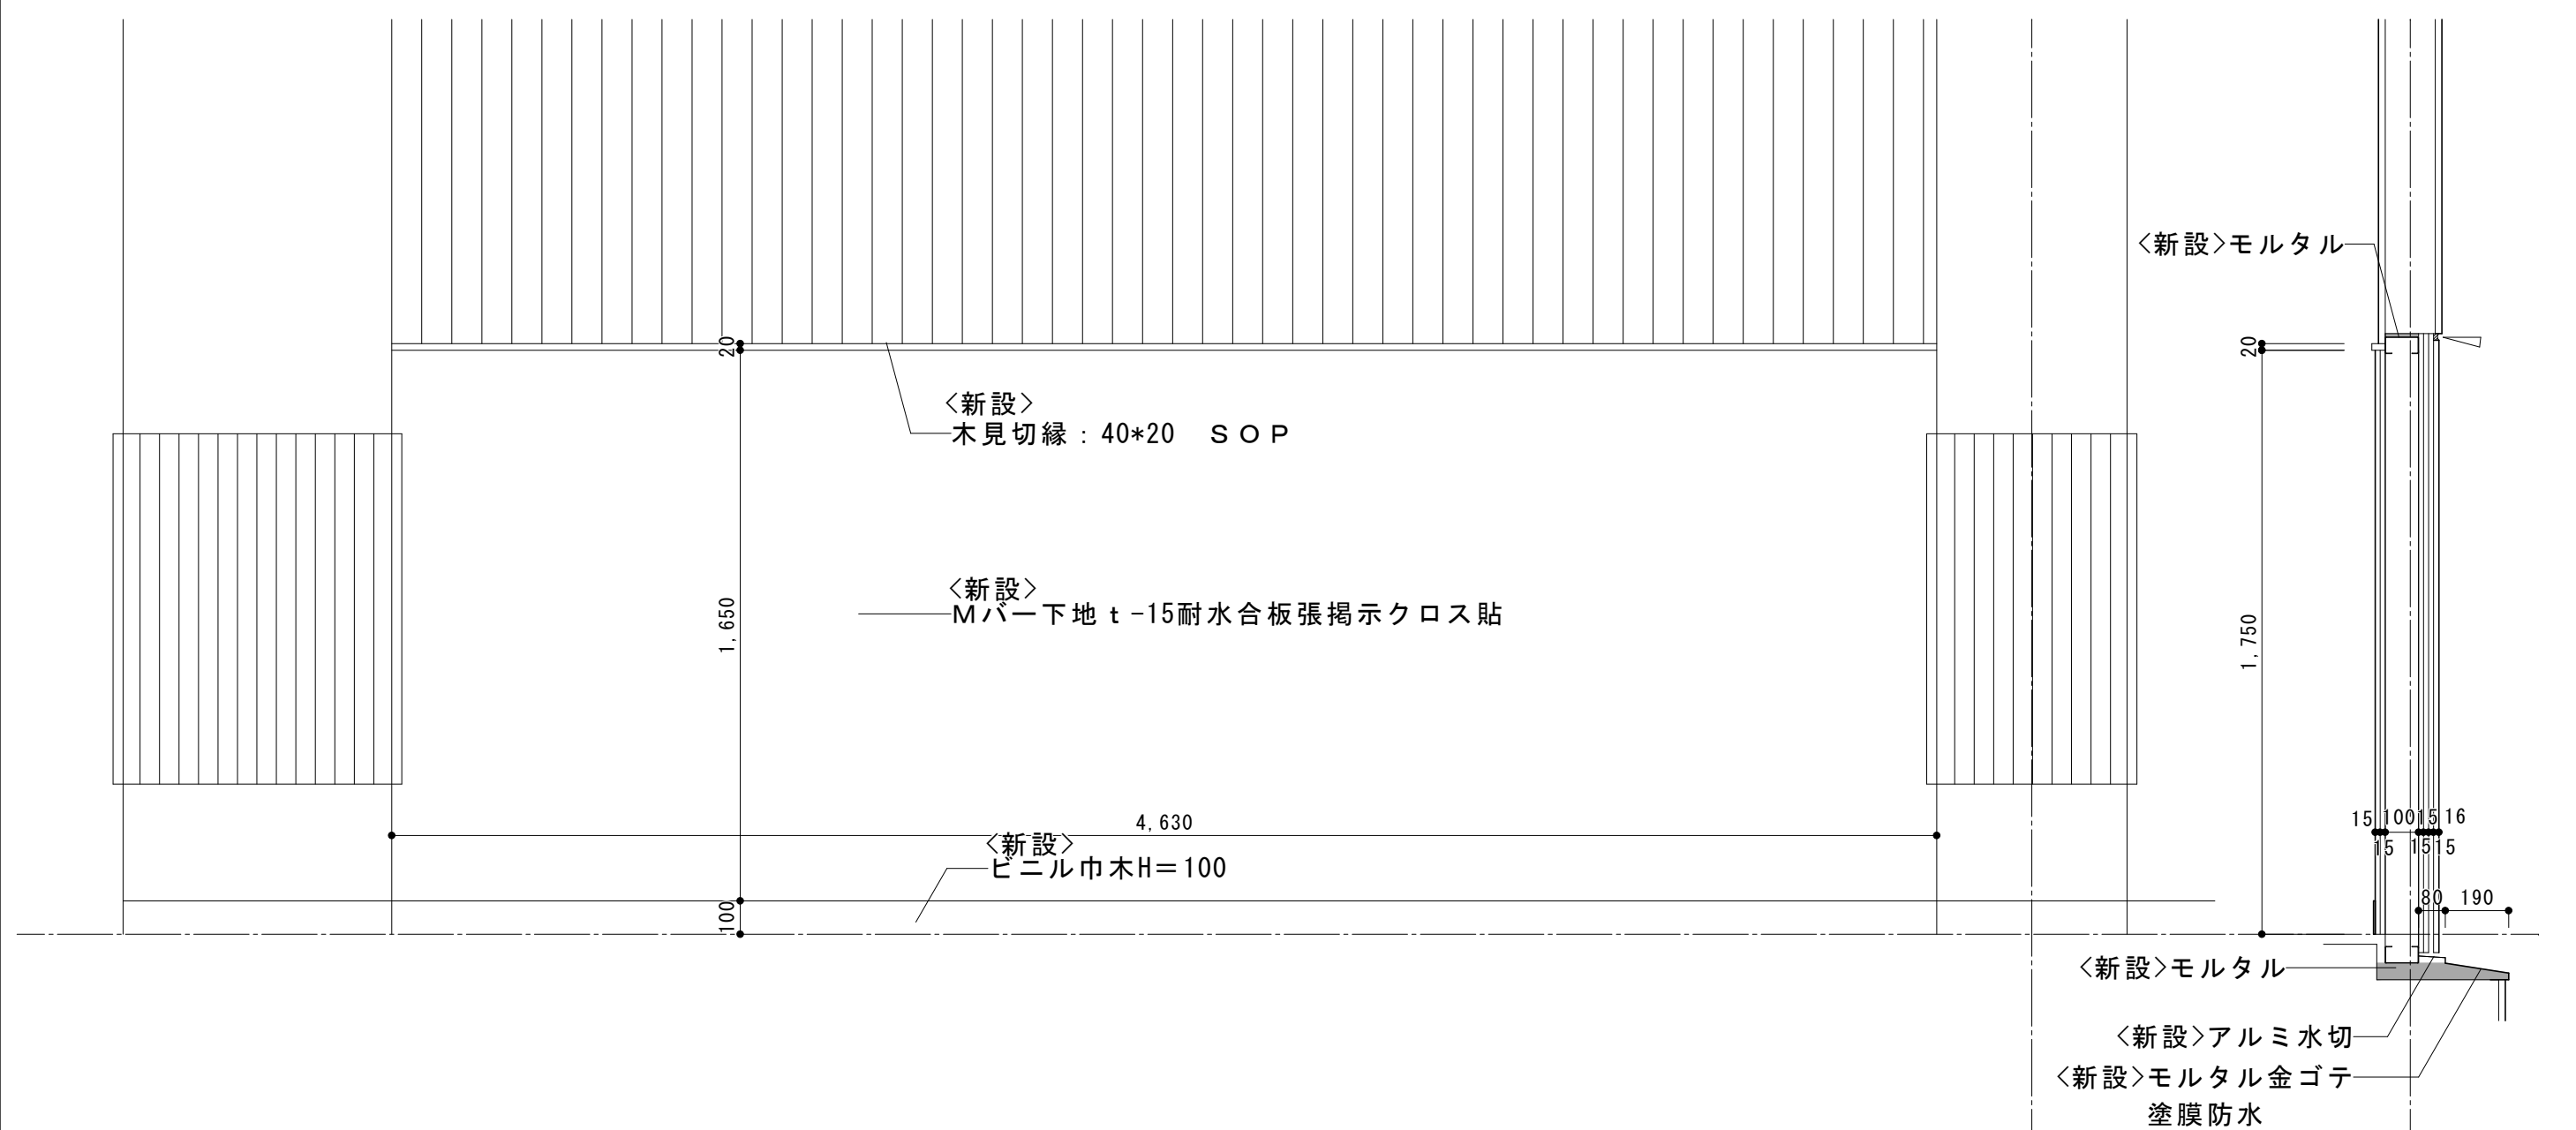 <新設>モルタル
20
20
<新設>
木見切縁：40*20　ＳＯＰ
<新設>
Ｍバー下地ｔ-15耐水合板張掲示クロス貼
1,650
1,750
4,630
15 100 15 16
15 15 15
<新設>
ビニル巾木H＝100
100
80 190
<新設>モルタル
<新設>アルミ水切
<新設>モルタル金ゴテ
塗膜防水